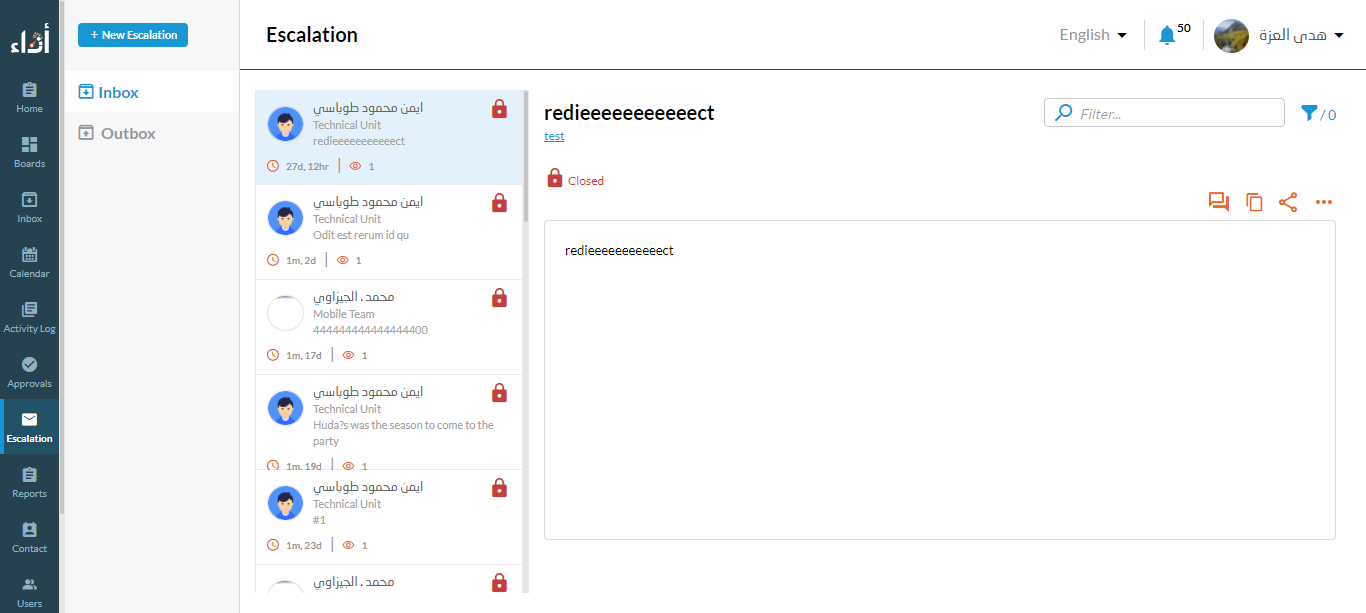 أداء
Home
Boards
Inbox
Calendar
Activity Log
Approvals
Escalation
Reports
Contact
Users
+ New Escalation
Inbox
Outbox
Escalation
English
50
هدى العزة
ايمن محمود طوباسي
Technical Unit
redieeeeeeeeeeect
27d, 12hr | 1
ايمن محمود طوباسي
Technical Unit
Odit est rerum id qu
1m, 2d | 1
محمد . الجيزاوي
Mobile Team
444444444444444400
1m, 17d | 1
ايمن محمود طوباسي
Technical Unit
Huda?s was the season to come to the
party
1m, 19d | 1
ايمن محمود طوباسي
Technical Unit
#1
1m, 23d | 1
محمد . الجيزاوي
redieeeeeeeeeeect
test
Filter...
/ 0
Closed
redieeeeeeeeeeect